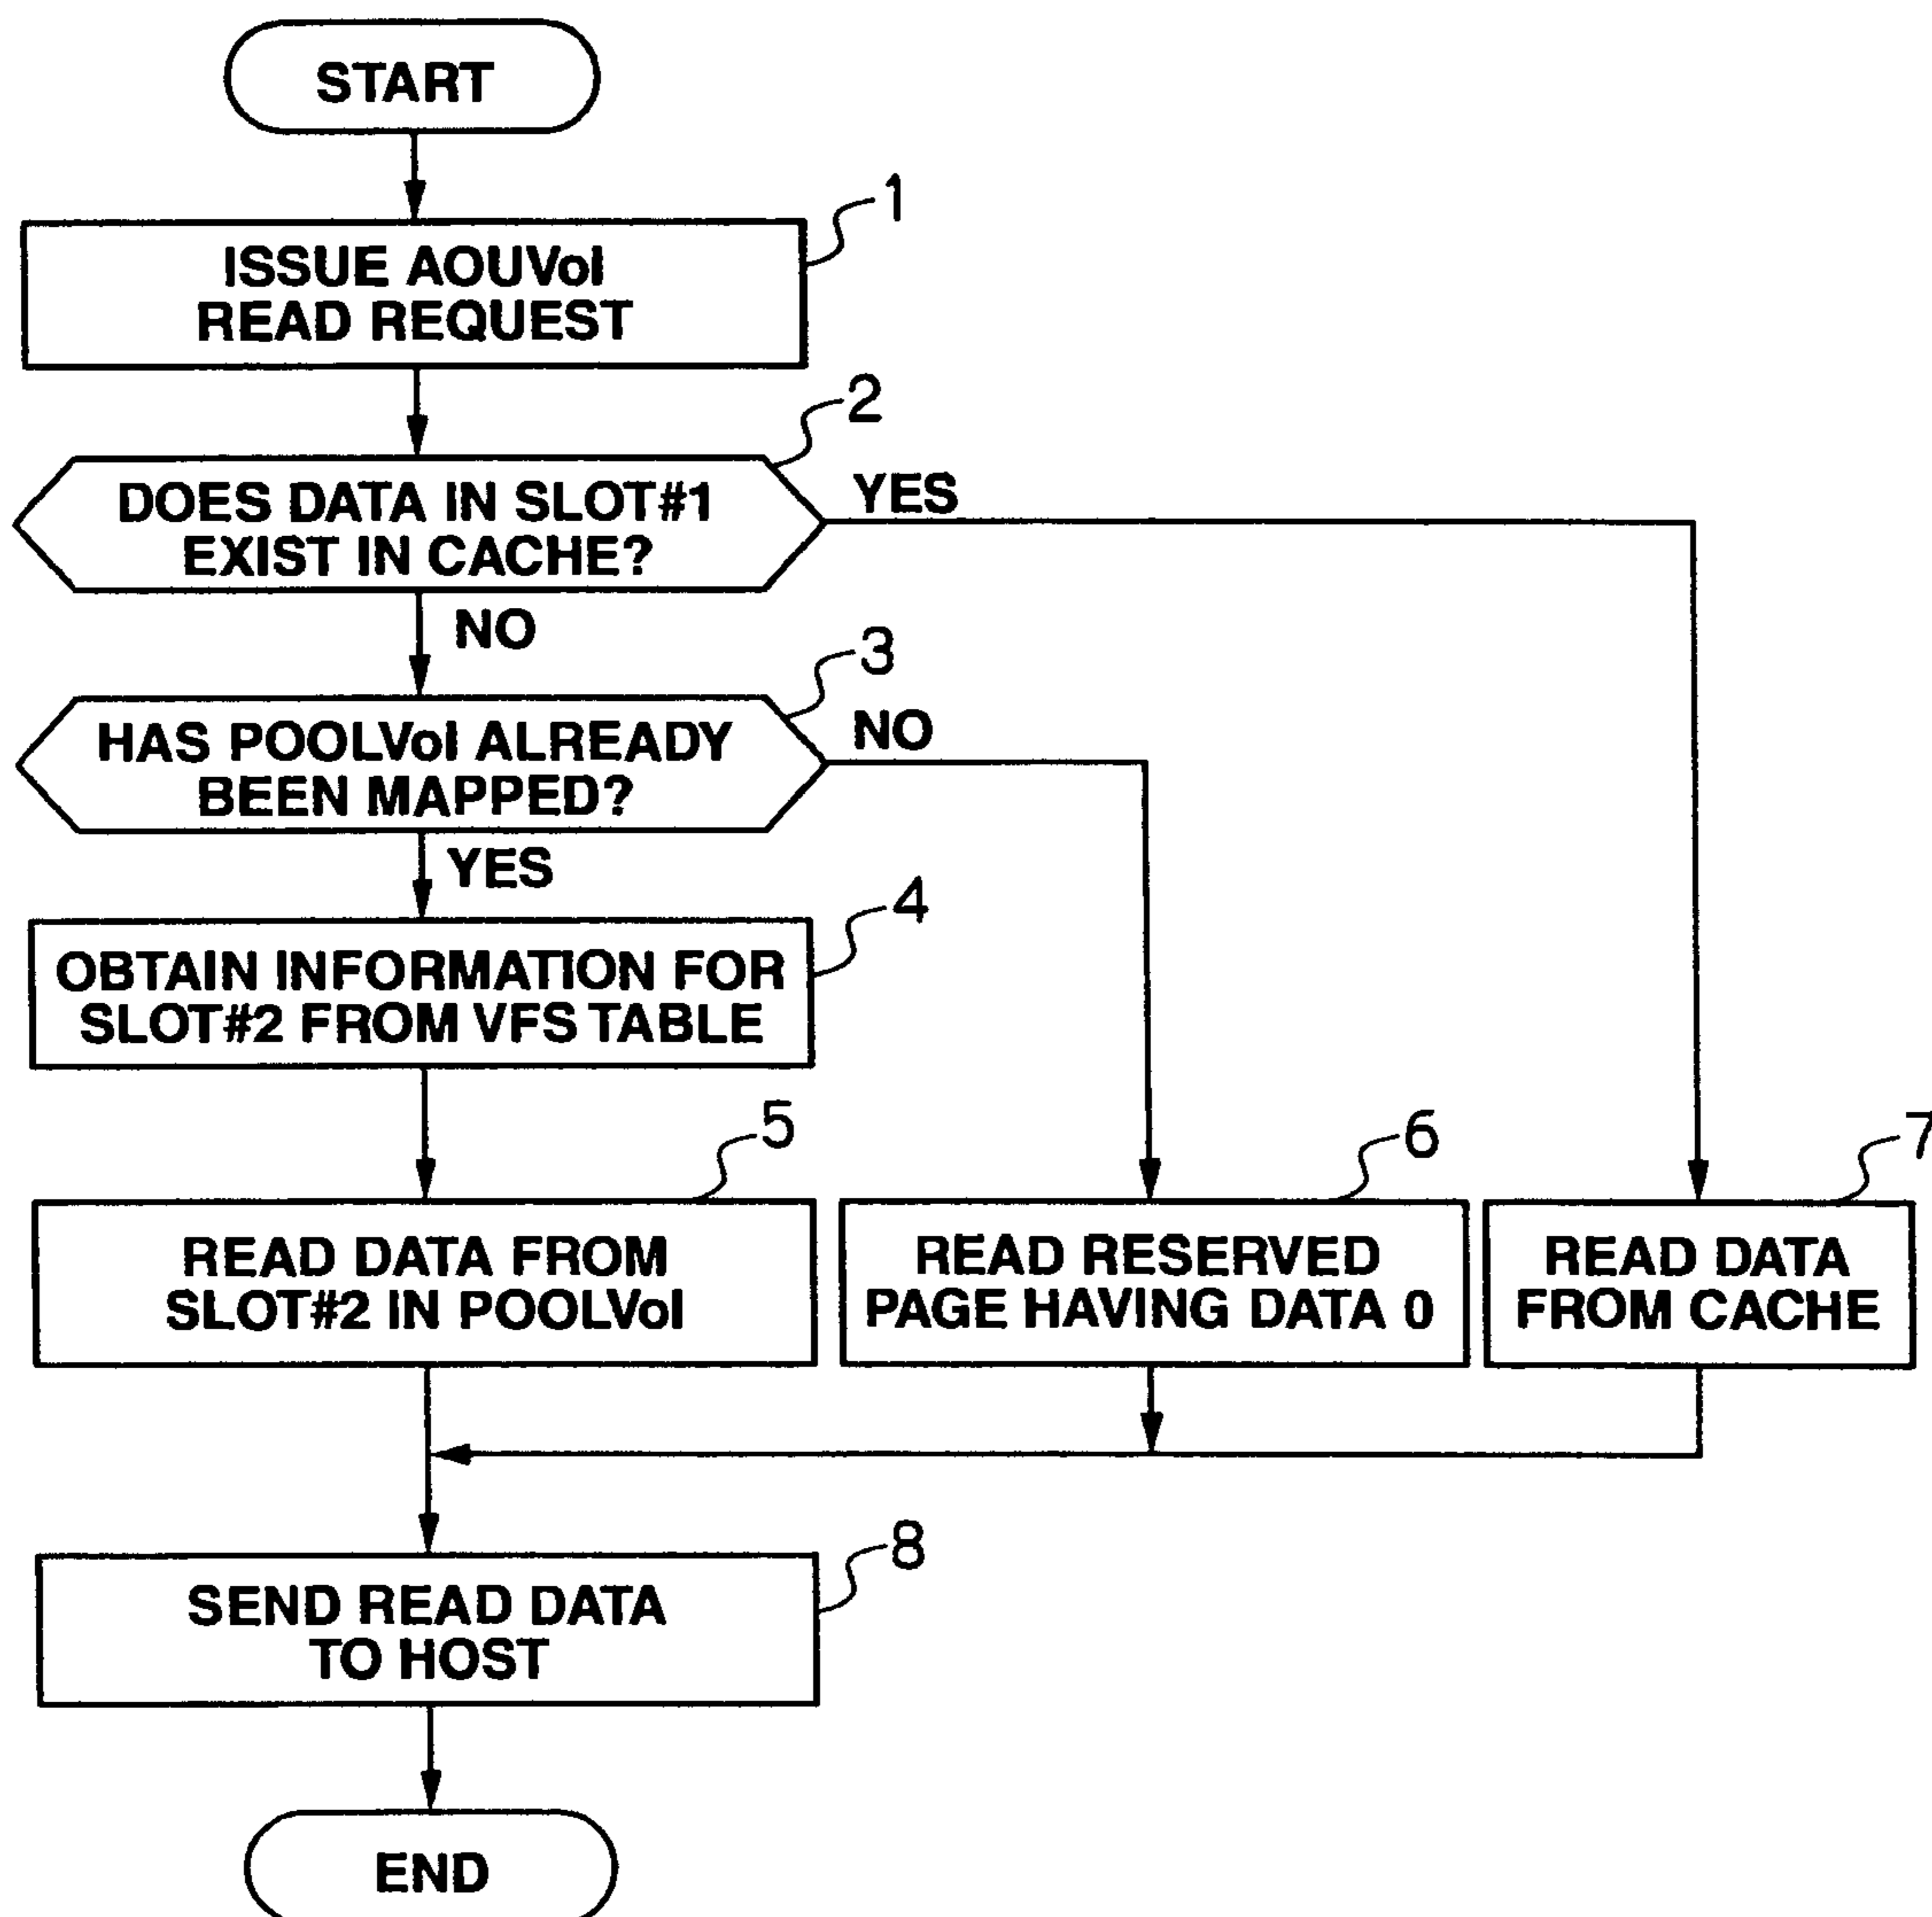 START
1
ISSUE AOUVol
READ REQUEST
2
DOES DATA IN SLOT#1
EXIST IN CACHE?
YES
NO
3
HAS POOLVol ALREADY
BEEN MAPPED?
NO
YES
4
OBTAIN INFORMATION FOR
SLOT#2 FROM VFS TABLE
5
READ DATA FROM
SLOT#2 IN POOLVol
6
READ RESERVED
PAGE HAVING DATA 0
7
READ DATA
FROM CACHE
8
SEND READ DATA
TO HOST
END